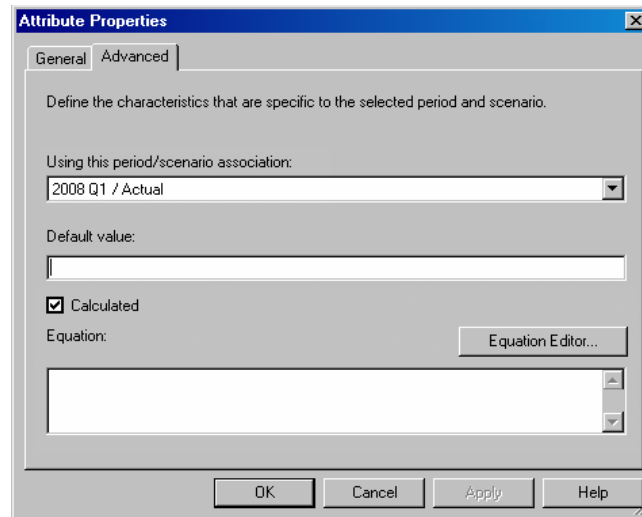 Attribute Properties
General
Advanced
Define the characteristics that are specific to the selected period and scenario.
Using this period/scenario association:
2008 Q1 / Actual
Default value:
Calculated
Equation:
Equation Editor...
OK
Cancel
Apply
Help